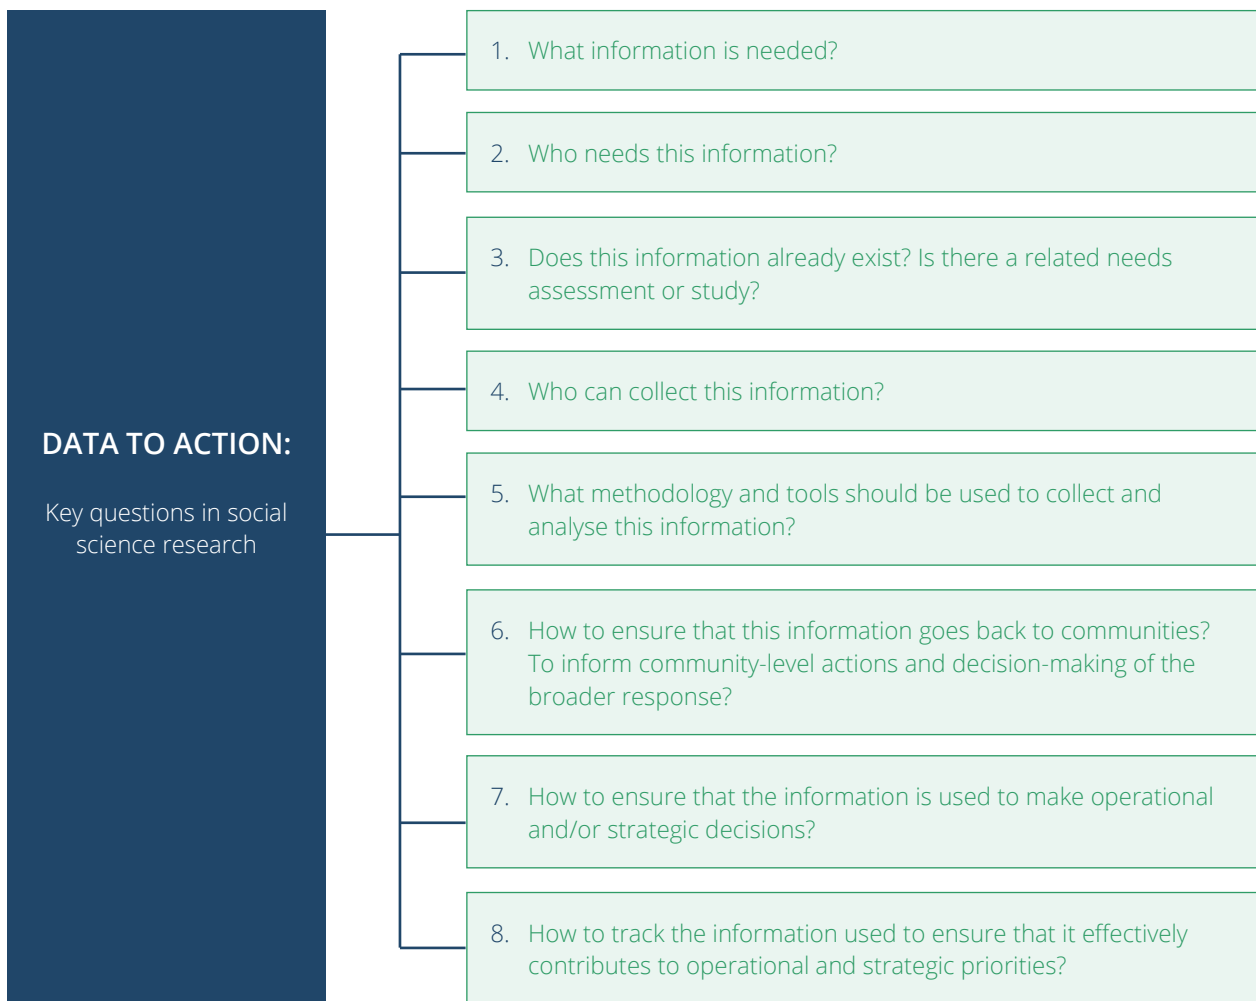 DATA TO ACTION:
Key questions in social
science research
1. What information is needed?
2. Who needs this information?
3. Does this information already exist? Is there a related needs
assessment or study?
4. Who can collect this information?
5. What methodology and tools should be used to collect and
analyse this information?
6. How to ensure that this information goes back to communities?
To inform community-level actions and decision-making of the
broader response?
7. How to ensure that the information is used to make operational
and/or strategic decisions?
8. How to track the information used to ensure that it effectively
contributes to operational and strategic priorities?